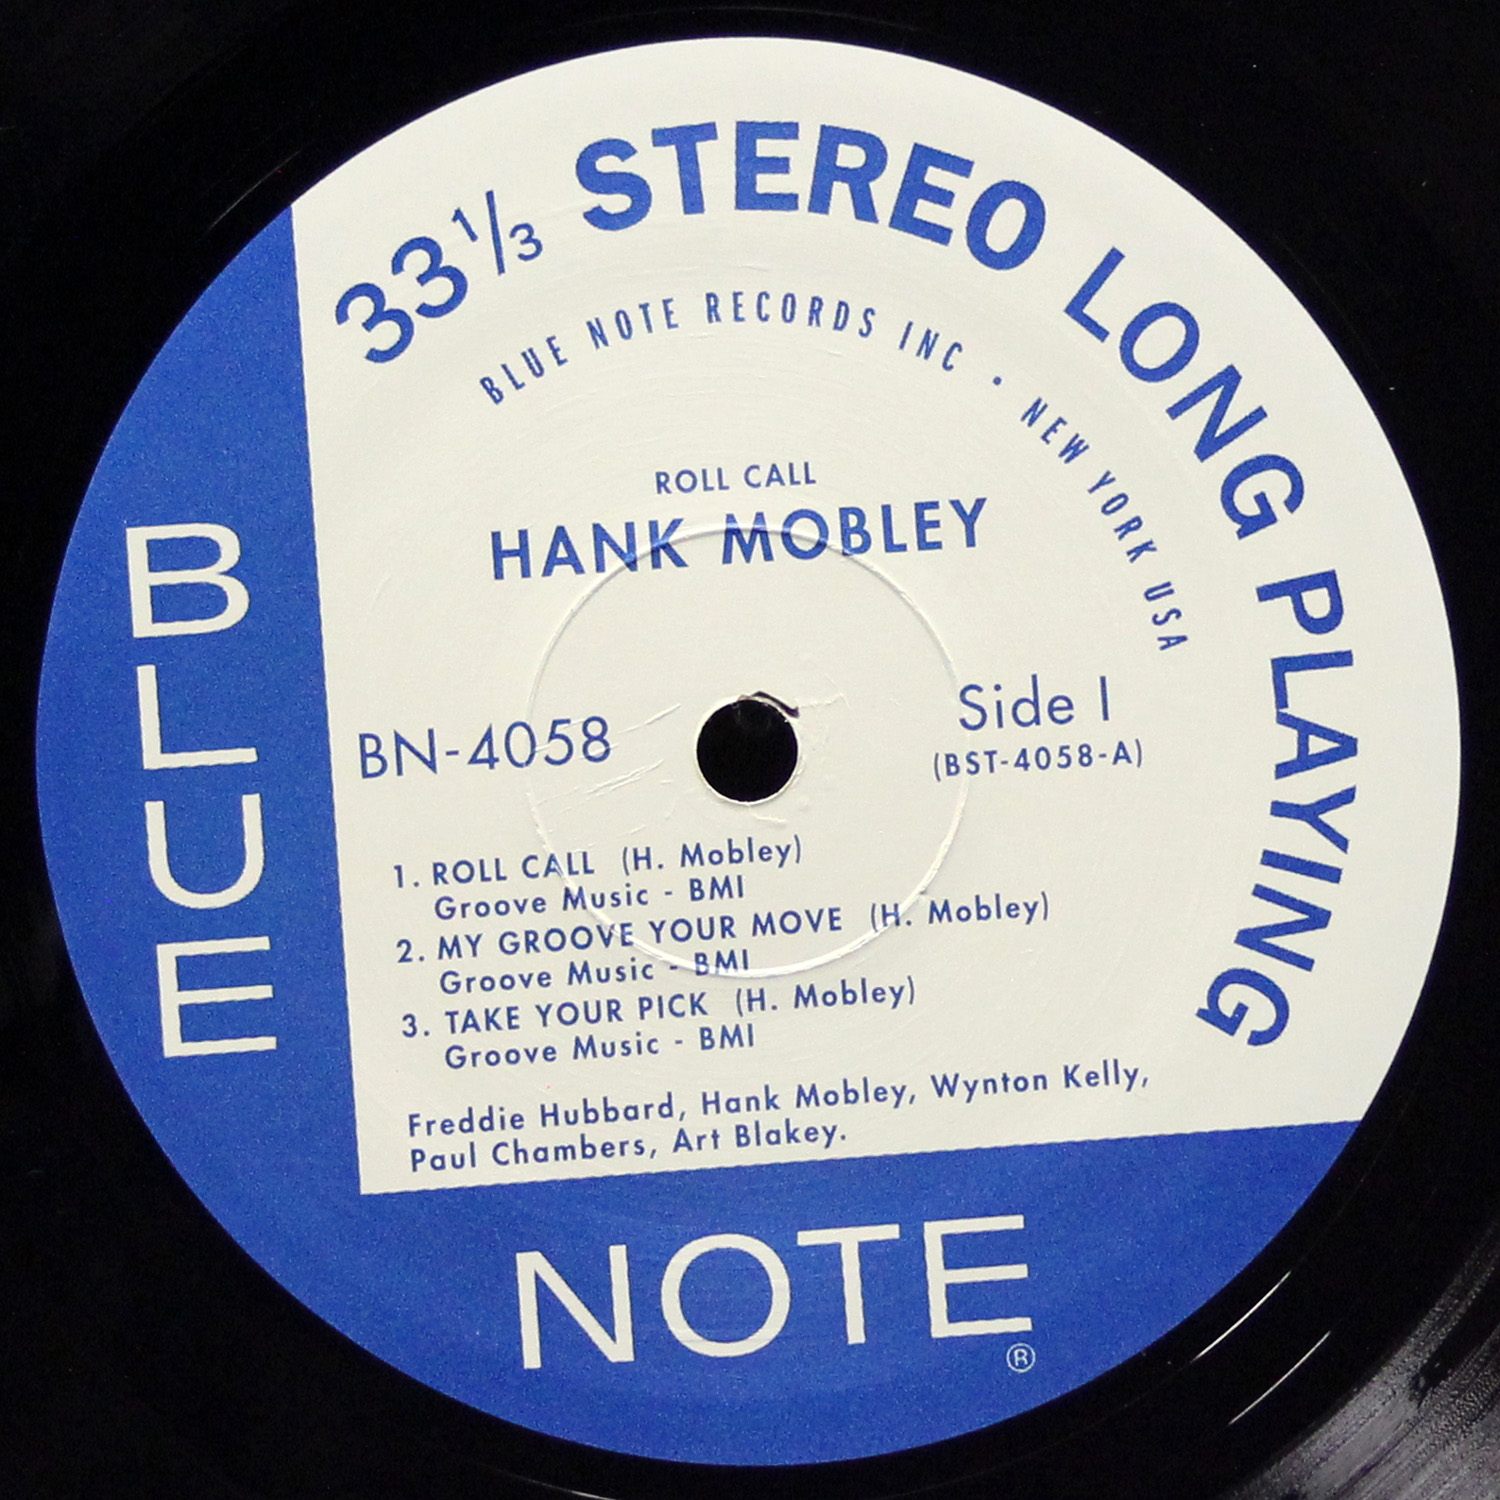 33 1/3 STEREO LONG PLAYING
BLUE NOTE RECORDS INC • NEW YORK USA
ROLL CALL
HANK MOBLEY
BN-4058
Side I
(BST-4058-A)
1. ROLL CALL (H. Mobley)
Groove Music - BMI
2. MY GROOVE YOUR MOVE (H. Mobley)
Groove Music - BMI
3. TAKE YOUR PICK (H. Mobley)
Groove Music - BMI
Freddie Hubbard, Hank Mobley, Wynton Kelly,
Paul Chambers, Art Blakey.
BLUE
NOTE
®